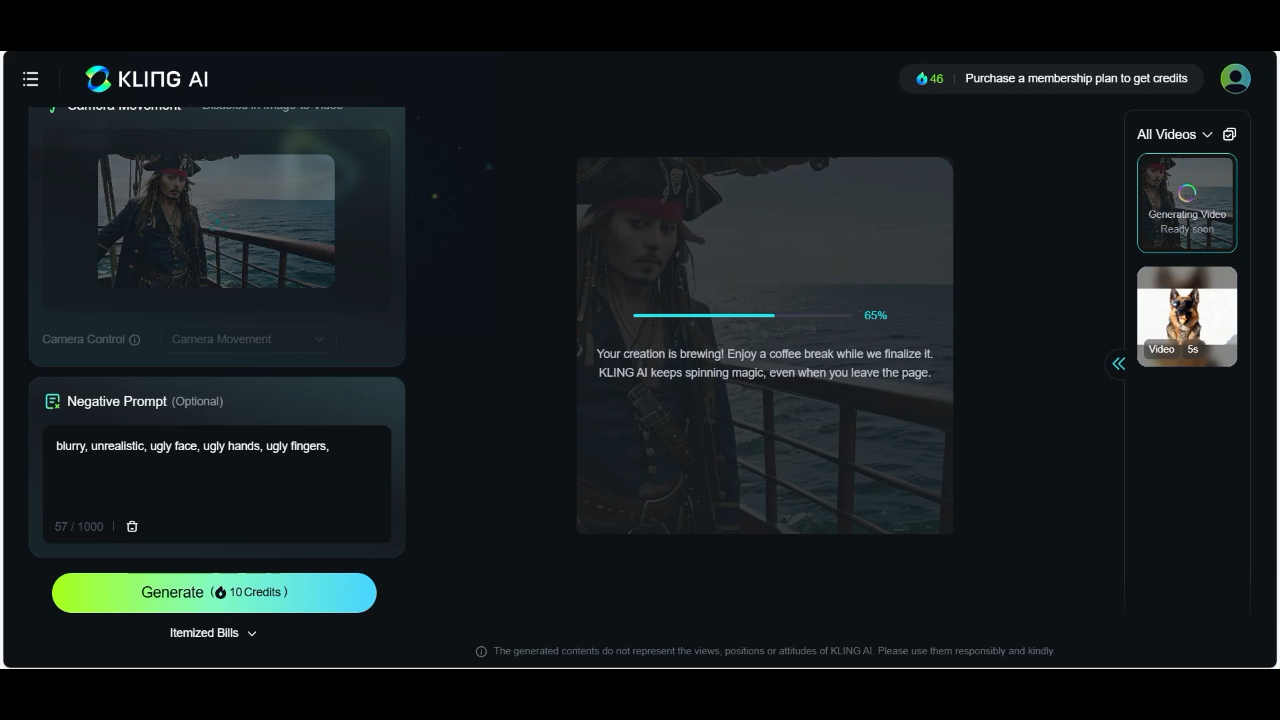 KLING AI
46
Purchase a membership plan to get credits
Camera Movement Disabled in Image to Video
Camera Control Camera Movement
Negative Prompt (Optional)
blurry, unrealistic, ugly face, ugly hands, ugly fingers,
57 / 1000
Generate ( 10 Credits )
Itemized Bills
65%
Your creation is brewing! Enjoy a coffee break while we finalize it.
KLING AI keeps spinning magic, even when you leave the page.
The generated contents do not represent the views, positions or attitudes of KLING AI. Please use them responsibly and kindly.
All Videos
Generating Video
Ready soon
Video 5s